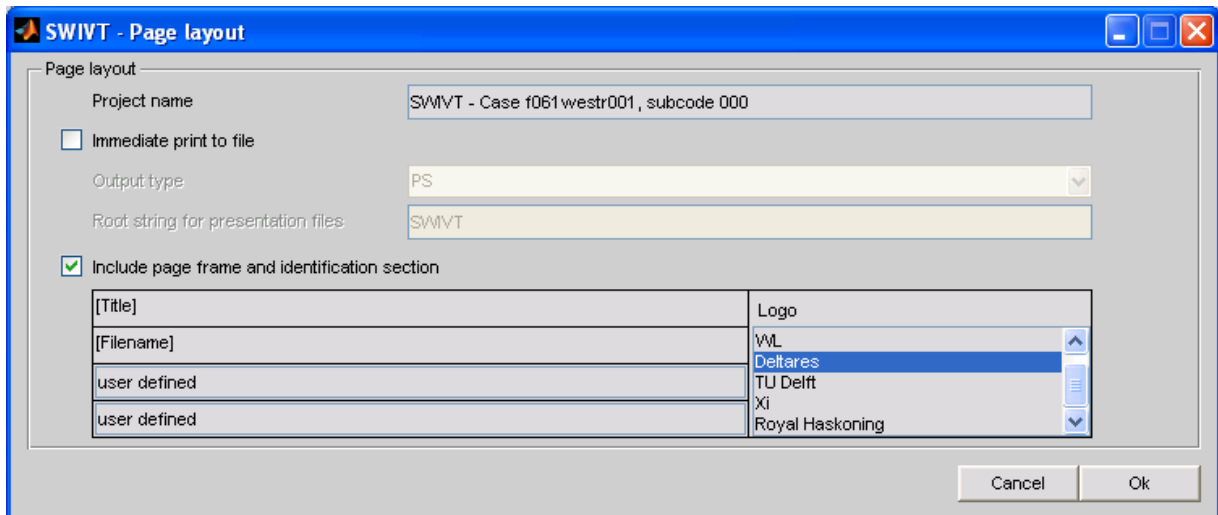 SWIVT - Page layout
Page layout
Project name
SWIVT - Case f061westr001, subcode 000
Immediate print to file
Output type
PS
Root string for presentation files
SWIVT
Include page frame and identification section
[Title]
[Filename]
user defined
user defined
Logo
WL
Deltares
TU Delft
Xi
Royal Haskoning
Cancel
Ok